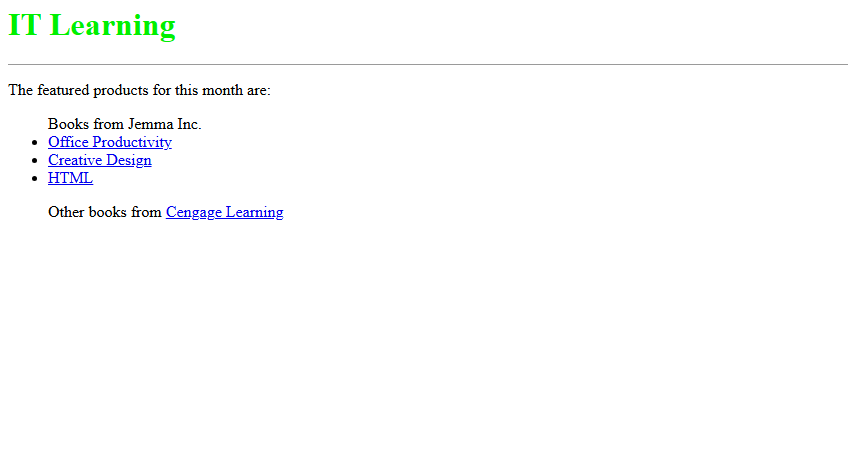 IT Learning
The featured products for this month are:
Books from Jemma Inc.
Office Productivity
Creative Design
HTML
Other books from Cengage Learning